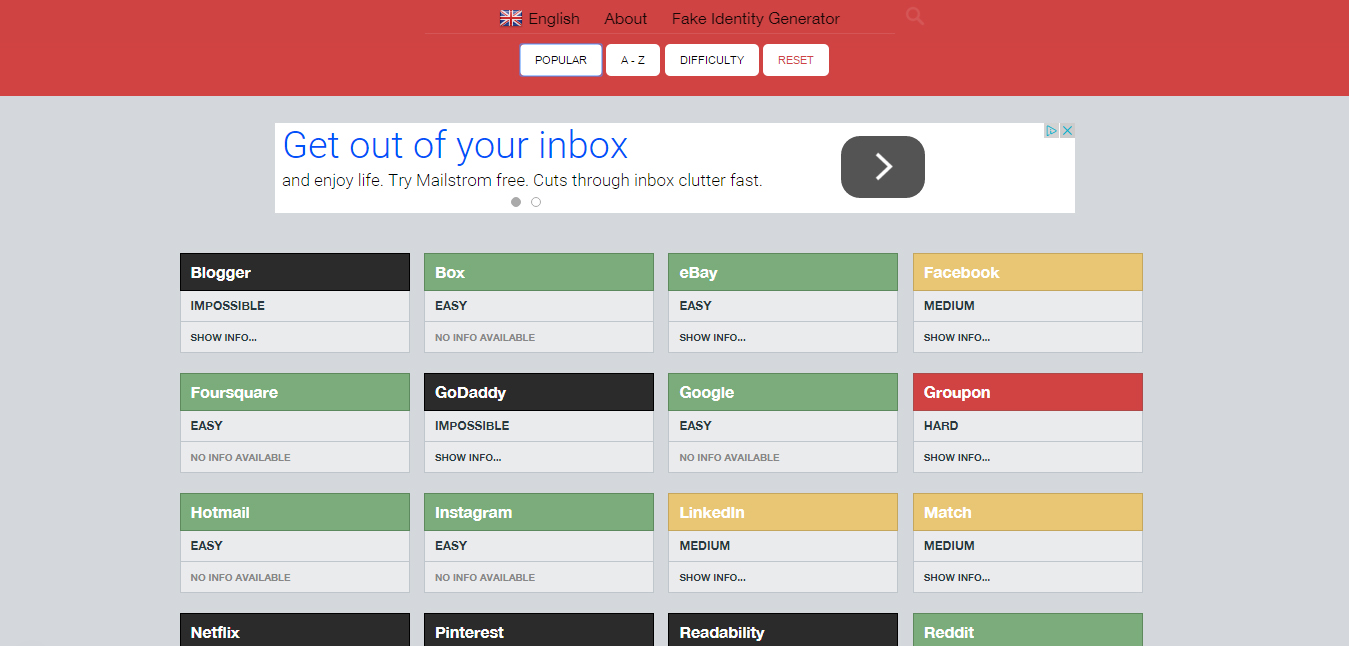 English About Fake Identity Generator
POPULAR A - Z DIFFICULTY RESET
Get out of your inbox
and enjoy life. Try Mailstrom free. Cuts through inbox clutter fast.
Blogger Box eBay Facebook
IMPOSSIBLE EASY EASY MEDIUM
SHOW INFO... NO INFO AVAILABLE SHOW INFO... SHOW INFO...
Foursquare GoDaddy Google Groupon
EASY IMPOSSIBLE EASY HARD
NO INFO AVAILABLE SHOW INFO... NO INFO AVAILABLE SHOW INFO...
Hotmail Instagram LinkedIn Match
EASY EASY MEDIUM MEDIUM
NO INFO AVAILABLE NO INFO AVAILABLE SHOW INFO... SHOW INFO...
Netflix Pinterest Readability Reddit